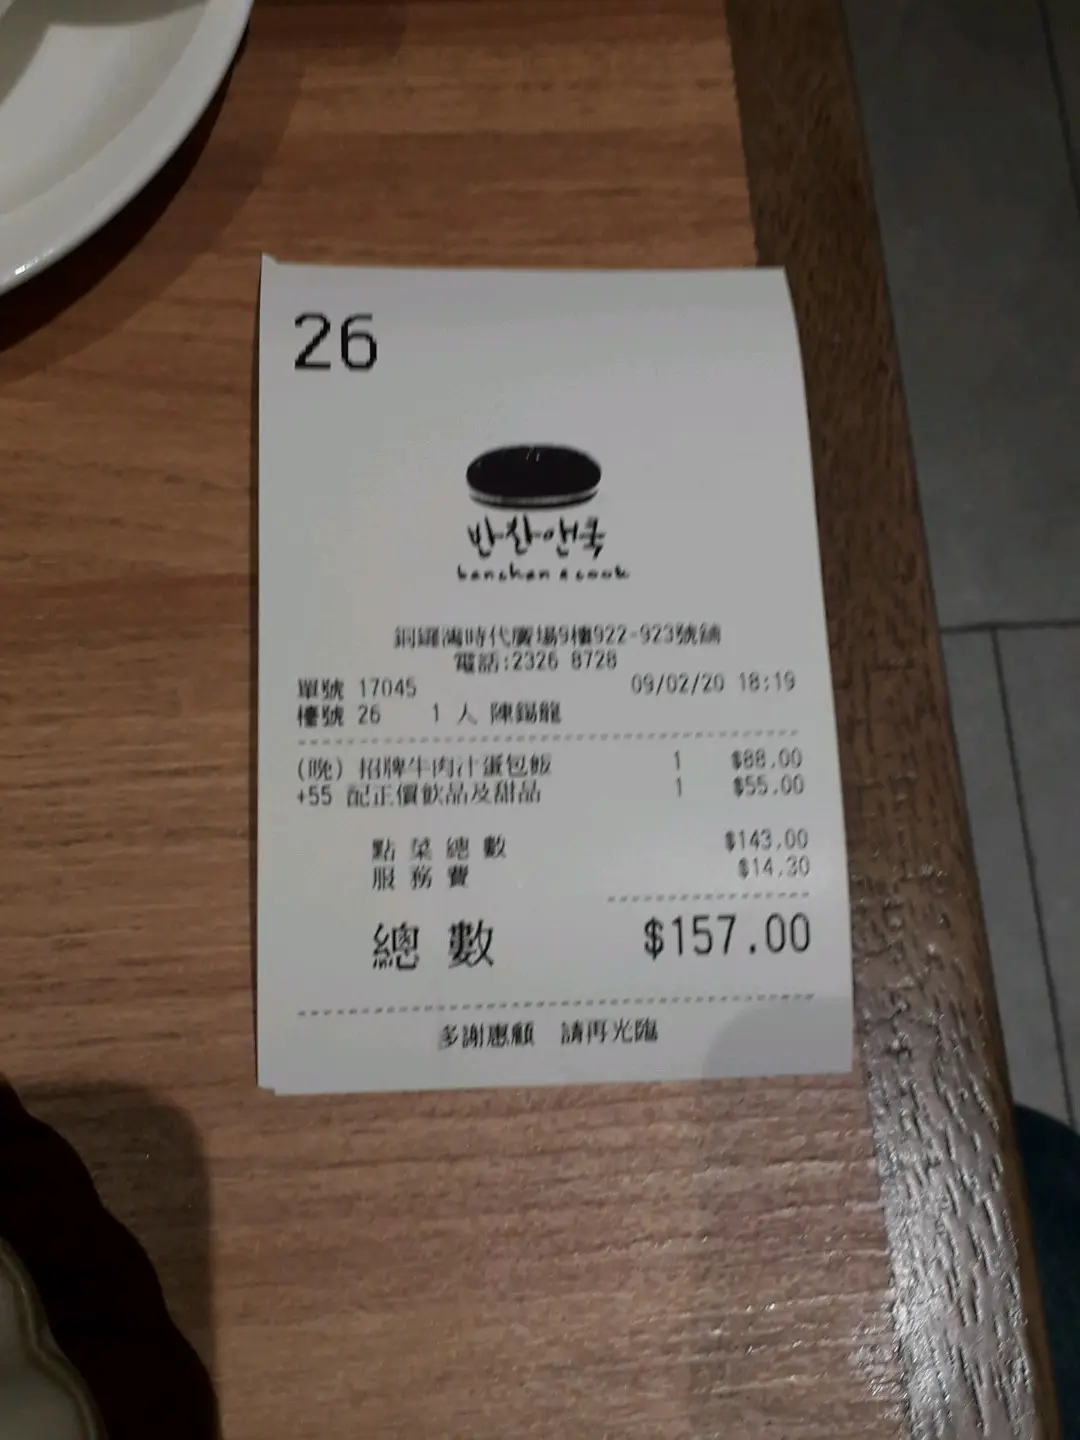 26
반찬앤쿡
banchan & cook
銅鑼灣時代廣場9樓922-923號舖
電話:2326 8728
單號 17045 09/02/20 18:19
檯號 26 1 人 陳錫龍
(晚) 招牌牛肉汁蛋包飯 1 $88.00
+55 配正價飲品及甜品 1 $55.00
點菜總數 $143.00
服務費 $14.30
總數 $157.00
多謝惠顧 請再光臨